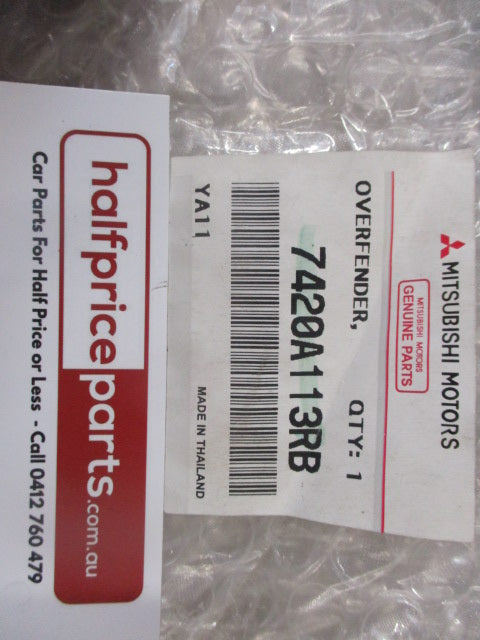 MITSUBISHI MOTORS
MITSUBISHI MOTORS
GENUINE PARTS
OVERFENDER, QTY: 1
7420A113RB
YA11 MADE IN THAILAND
halfpriceparts.com.au
Car Parts For Half Price or Less - Call 0412 760 479